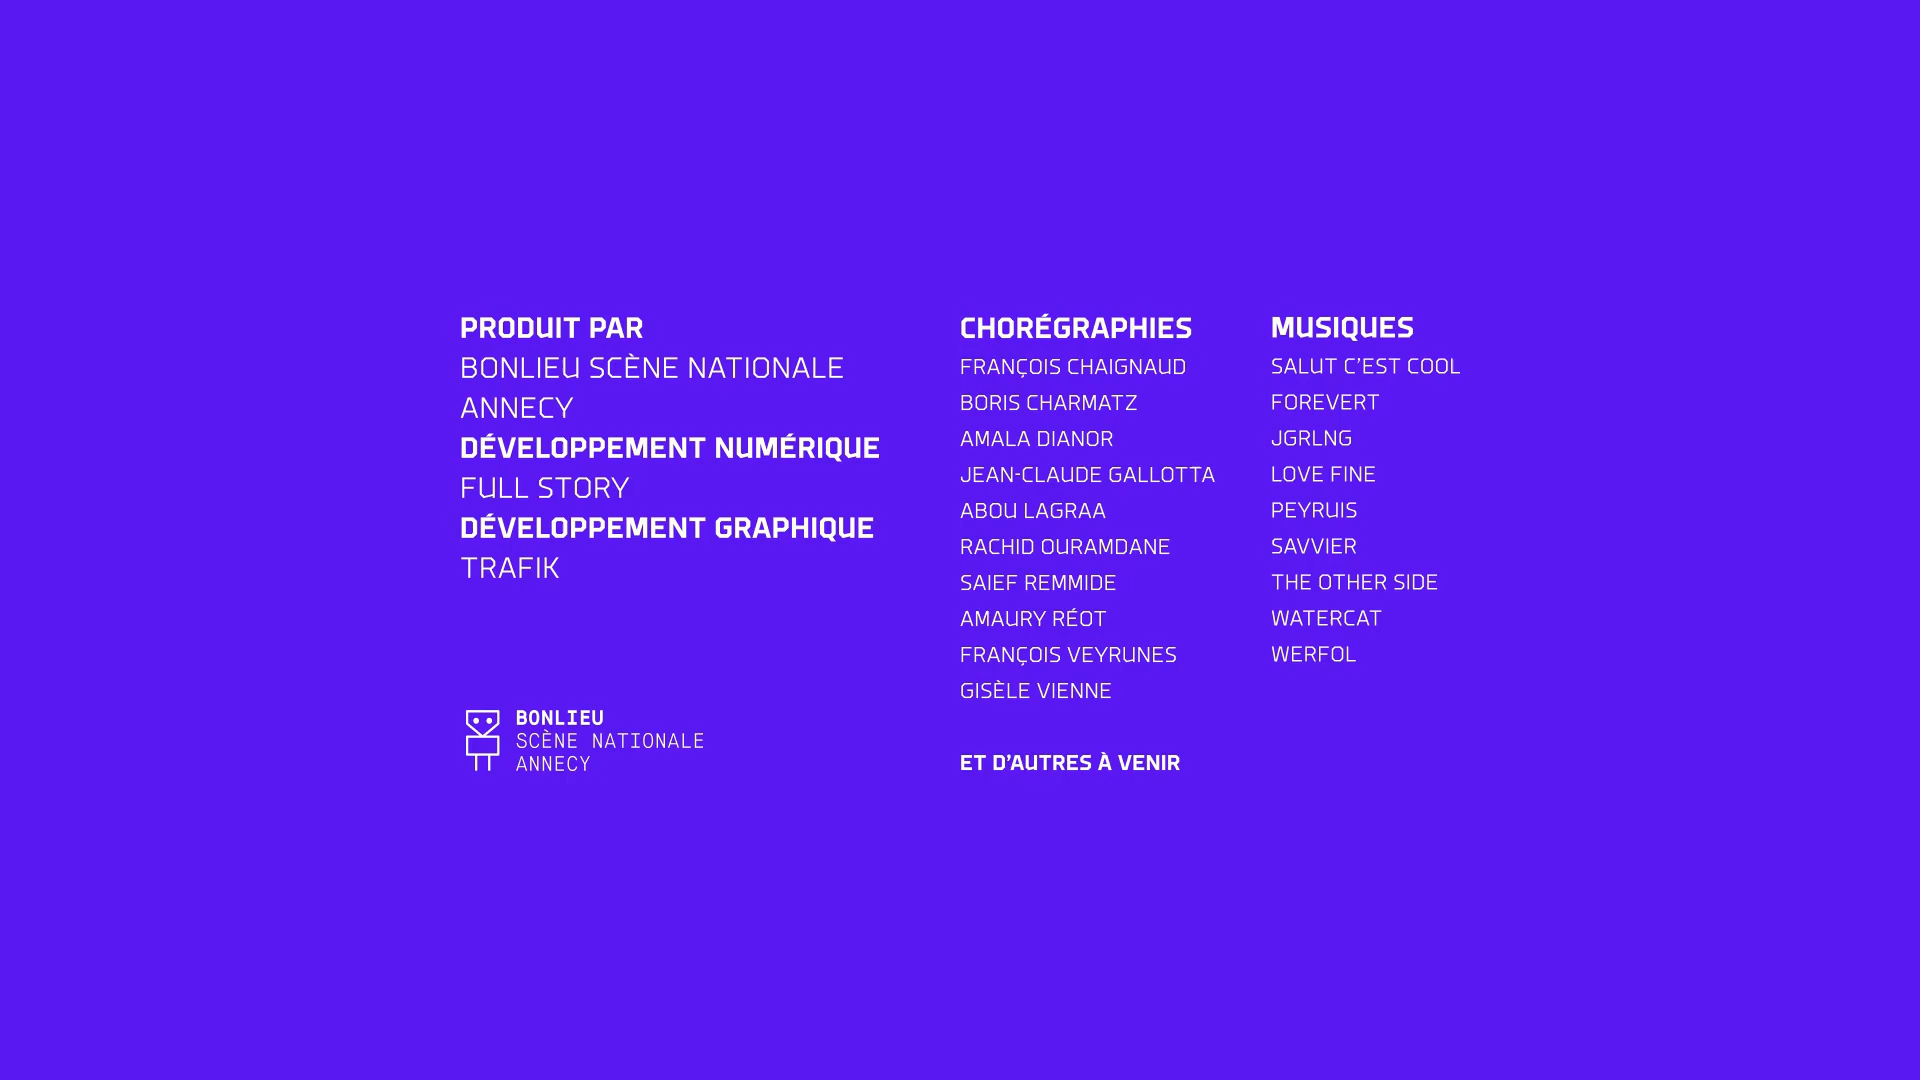 PRODUIT PAR
BONLIEU SCÈNE NATIONALE
ANNECY
DÉVELOPPEMENT NUMÉRIQUE
FULL STORY
DÉVELOPPEMENT GRAPHIQUE
TRAFIK
BONLIEU
SCÈNE NATIONALE
ANNECY
CHORÉGRAPHIES
FRANÇOIS CHAIGNAUD
BORIS CHARMATZ
AMALA DIANOR
JEAN-CLAUDE GALLOTTA
ABOU LAGRAA
RACHID OURAMDANE
SAIEF REMMIDE
AMAURY RÉOT
FRANÇOIS VEYRUNES
GISÈLE VIENNE
ET D’AUTRES À VENIR
MUSIQUES
SALUT C’EST COOL
FOREVERT
JGRLNG
LOVE FINE
PEYRUIS
SAVVIER
THE OTHER SIDE
WATERCAT
WERFOL